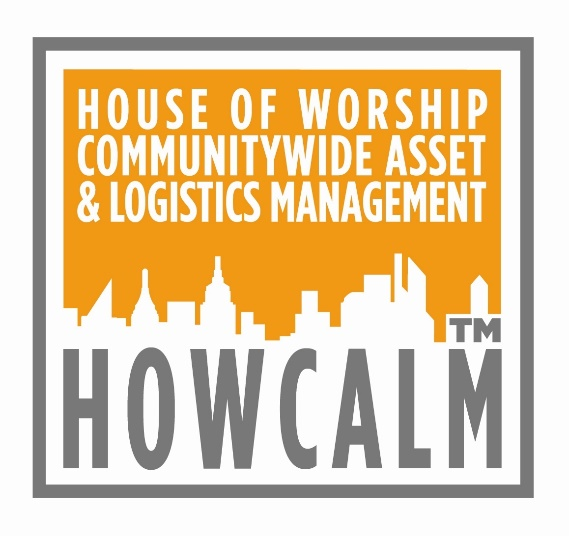 HOUSE OF WORSHIP
COMMUNITYWIDE ASSET
& LOGISTICS MANAGEMENT
HOWCALM™